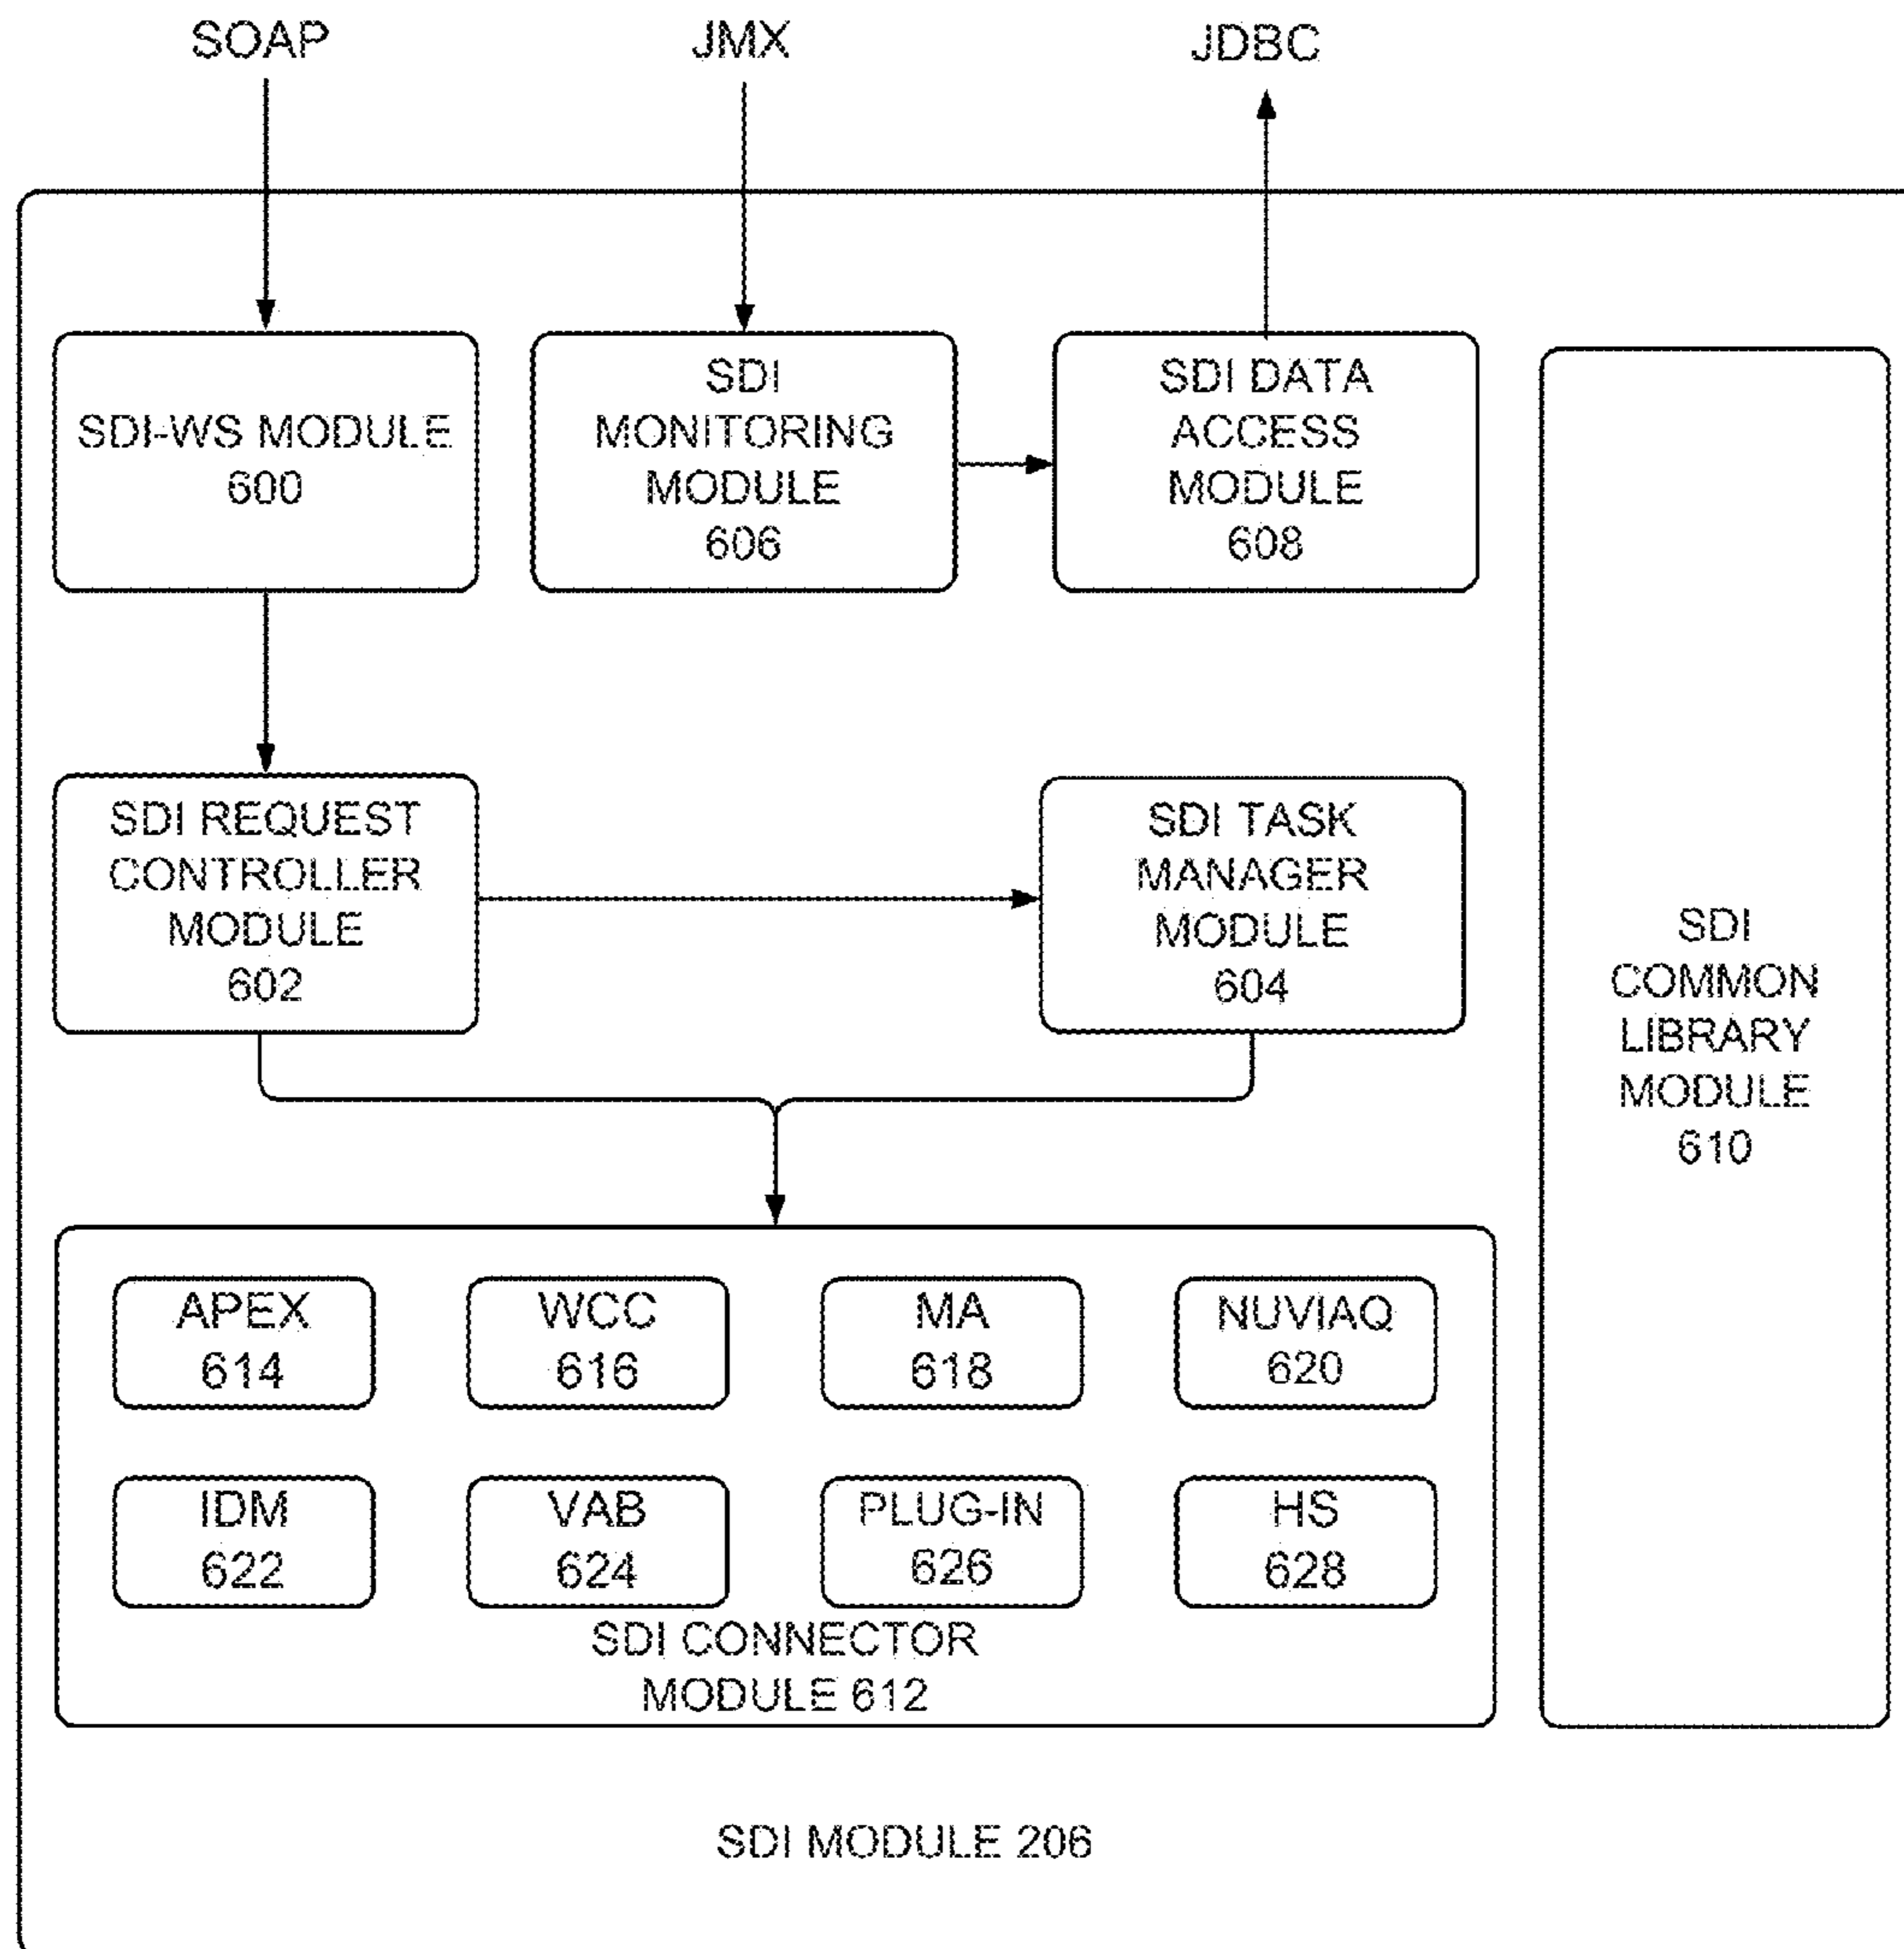 SOAP
JMX
JDBC
SDI-WS MODULE
600
SDI
MONITORING
MODULE
606
SDI DATA
ACCESS
MODULE
608
SDI REQUEST
CONTROLLER
MODULE
602
SDI TASK
MANAGER
MODULE
604
SDI
COMMON
LIBRARY
MODULE
610
APEX
614
WCC
616
MA
618
NUVIAQ
620
IDM
622
VAB
624
PLUG-IN
626
HS
628
SDI CONNECTOR
MODULE 612
SDI MODULE 206